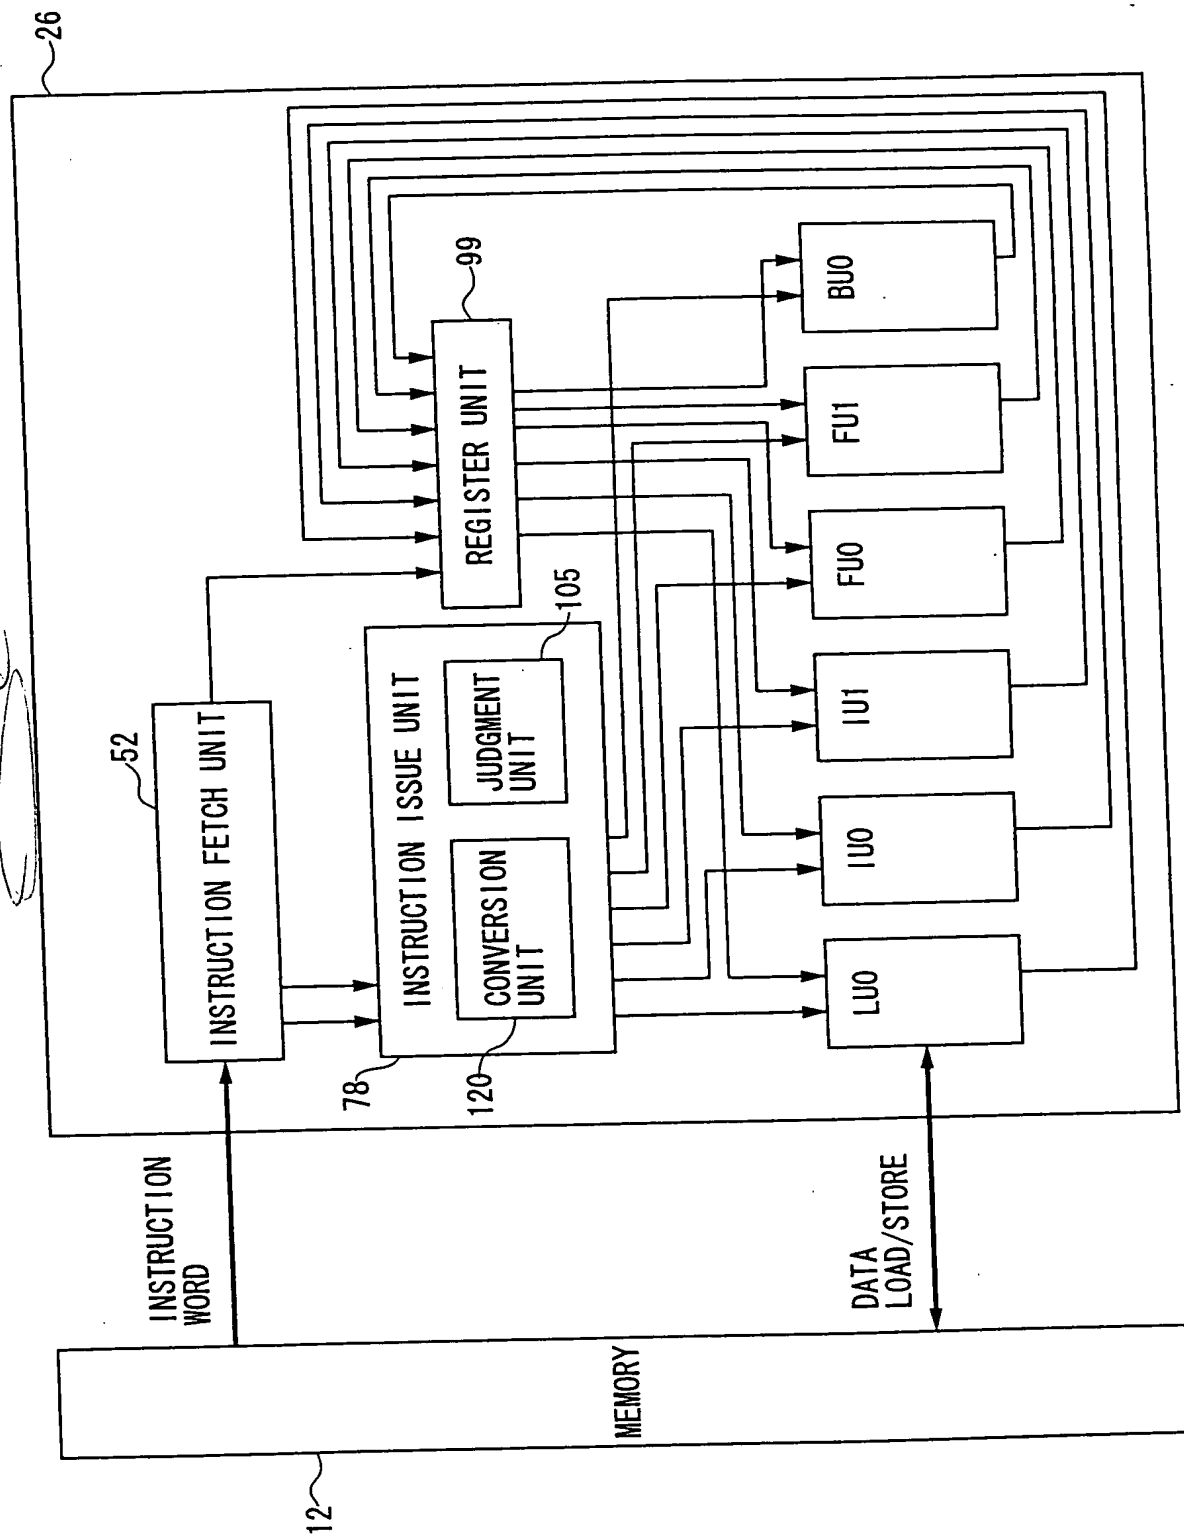 26
52
INSTRUCTION FETCH UNIT
99
REGISTER UNIT
78
INSTRUCTION ISSUE UNIT
120
CONVERSION
UNIT
105
JUDGMENT
UNIT
LU0
IU0
IU1
FU0
FU1
BU0
INSTRUCTION
WORD
DATA
LOAD/STORE
12
MEMORY